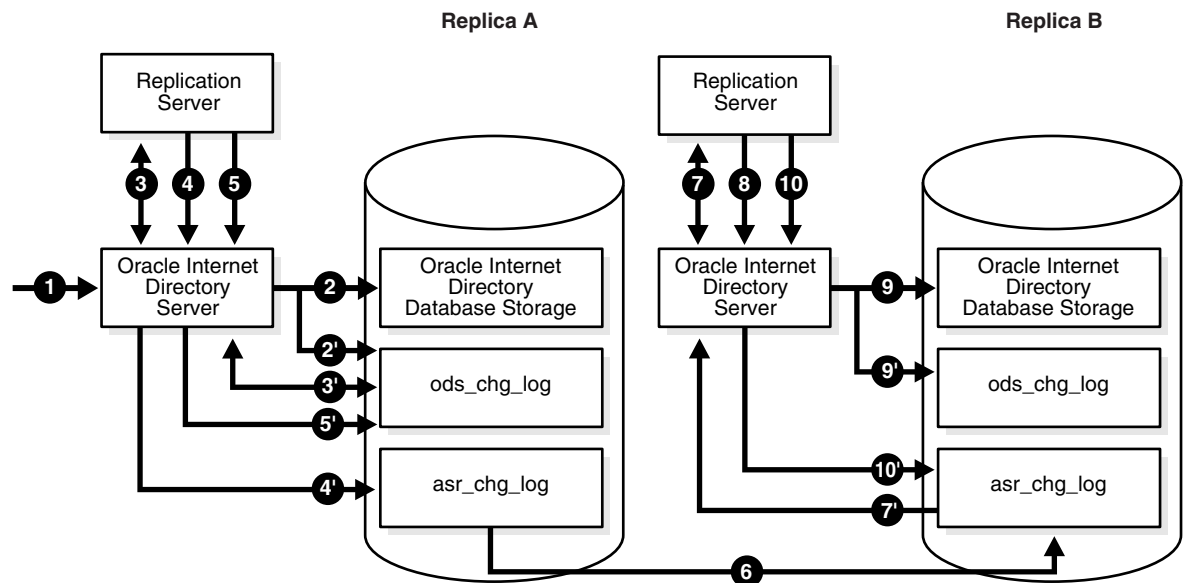 Replica A
Replica B
Replication
Server
Replication
Server
3
4
5
7
8
10
1
Oracle Internet
Directory
Server
2
Oracle Internet
Directory
Database Storage
Oracle Internet
Directory
Server
9
Oracle Internet
Directory
Database Storage
2'
3'
5'
ods_chg_log
9'
ods_chg_log
4'
asr_chg_log
10'
7'
asr_chg_log
6